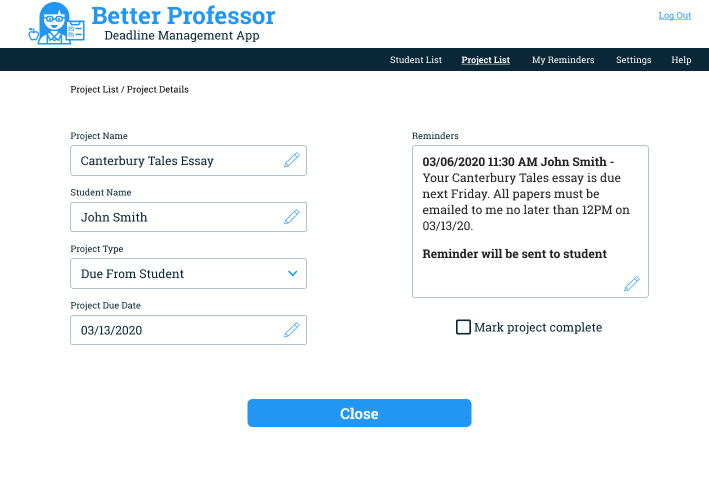 Better Professor
Deadline Management App
Log Out
Student List
Project List
My Reminders
Settings
Help
Project List / Project Details
Project Name
Canterbury Tales Essay
Student Name
John Smith
Project Type
Due From Student
Project Due Date
03/13/2020
Reminders
03/06/2020 11:30 AM John Smith -
Your Canterbury Tales essay is due
next Friday. All papers must be
emailed to me no later than 12PM on
03/13/20.
Reminder will be sent to student
Mark project complete
Close